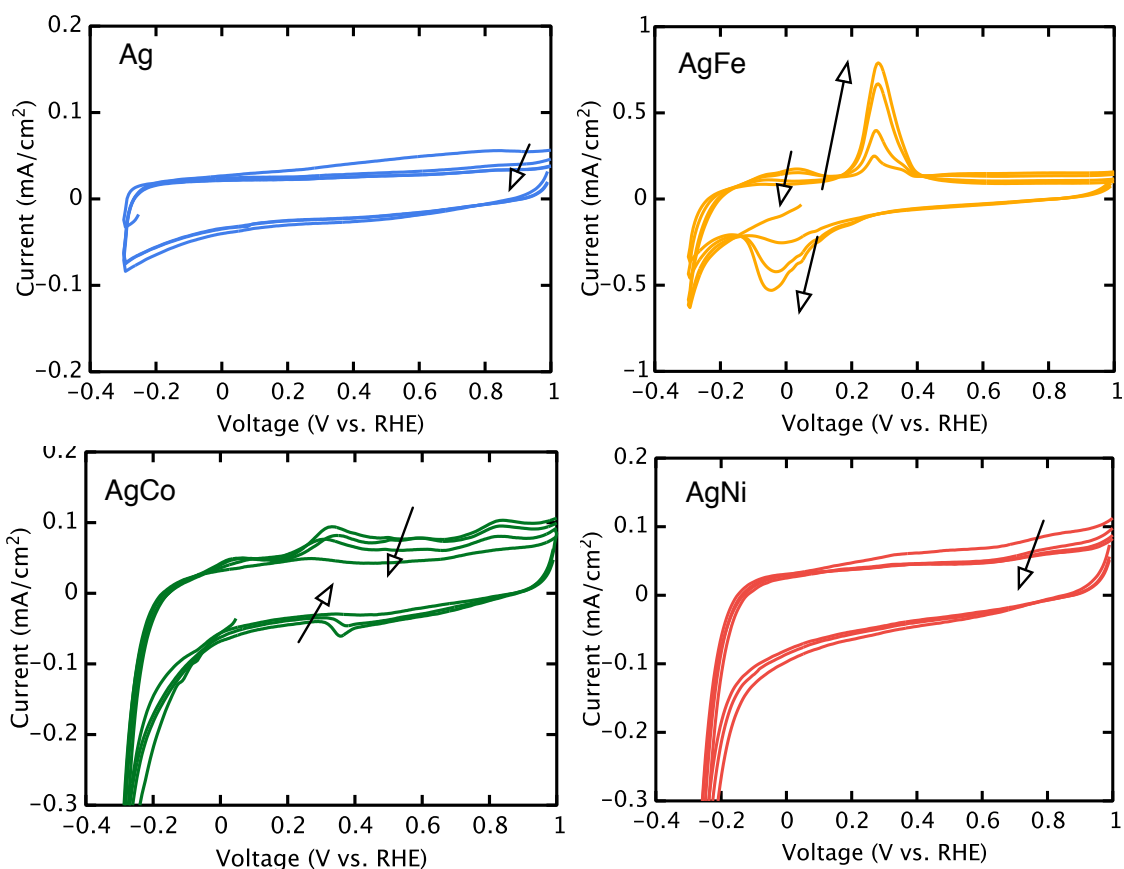 Ag
0.2
0.1
0
−0.1
−0.2
Current (mA/cm2)
−0.4 −0.2 0 0.2 0.4 0.6 0.8 1
Voltage (V vs. RHE)
AgFe
1
0.5
0
−0.5
−1
Current (mA/cm2)
−0.4 −0.2 0 0.2 0.4 0.6 0.8 1
Voltage (V vs. RHE)
AgCo
0.2
0.1
0
−0.1
−0.2
−0.3
Current (mA/cm2)
−0.4 −0.2 0 0.2 0.4 0.6 0.8 1
Voltage (V vs. RHE)
AgNi
0.2
0.1
0
−0.1
−0.2
−0.3
Current (mA/cm2)
−0.4 −0.2 0 0.2 0.4 0.6 0.8 1
Voltage (V vs. RHE)